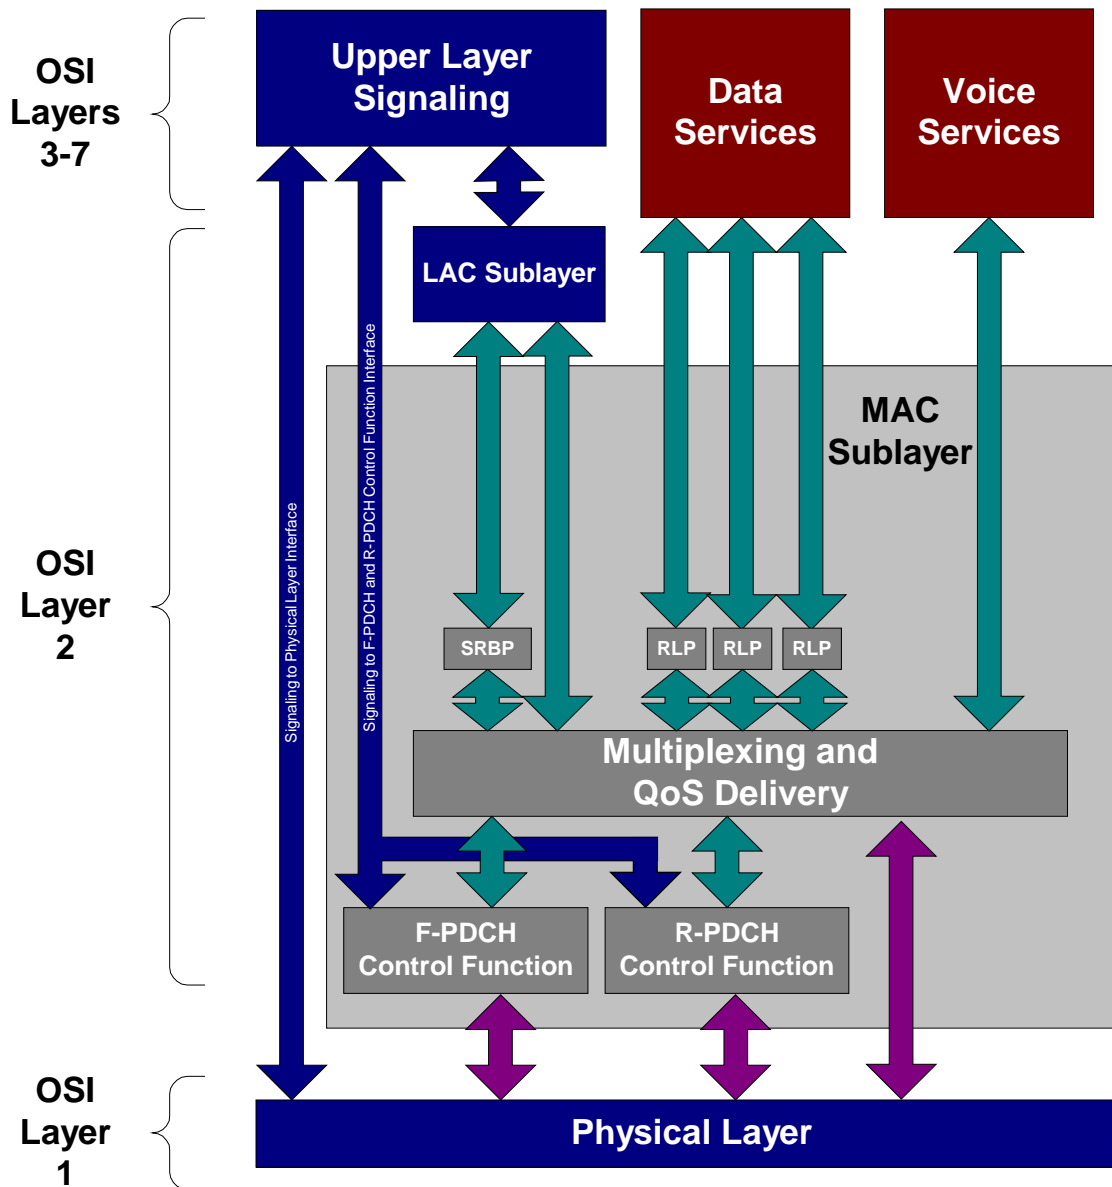 OSI
Layers
3-7
Upper Layer
Signaling
Data
Services
Voice
Services
LAC Sublayer
MAC
Sublayer
OSI
Layer
2
Signaling to Physical Layer Interface
Signaling to F-PDCH and R-PDCH Control Function Interface
SRBP
RLP
RLP
RLP
Multiplexing and
QoS Delivery
F-PDCH
Control Function
R-PDCH
Control Function
OSI
Layer
1
Physical Layer